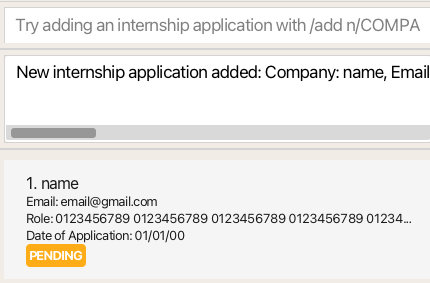 Try adding an internship application with /add n/COMPA
New internship application added: Company: name, Email
1. name
Email: email@gmail.com
Role: 0123456789 0123456789 0123456789 0123456789 01234...
Date of Application: 01/01/00
PENDING